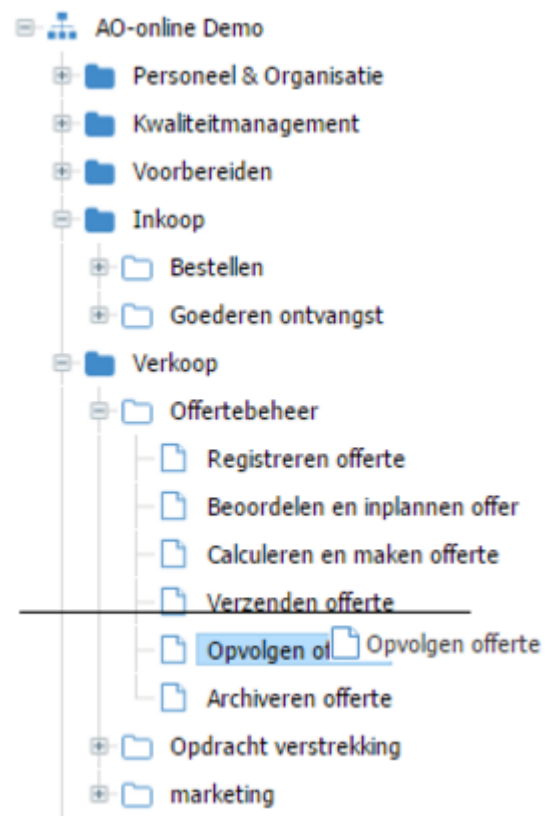 AO-online Demo
Personeel & Organisatie
Kwaliteitmanagement
Voorbereiden
Inkoop
Bestellen
Goederen ontvangst
Verkoop
Offertebeheer
Registreren offerte
Beoordelen en inplannen offer
Calculeren en maken offerte
Verzenden offerte
Opvolgen of Opvolgen offerte
Archiveren offerte
Opdracht verstrekking
marketing